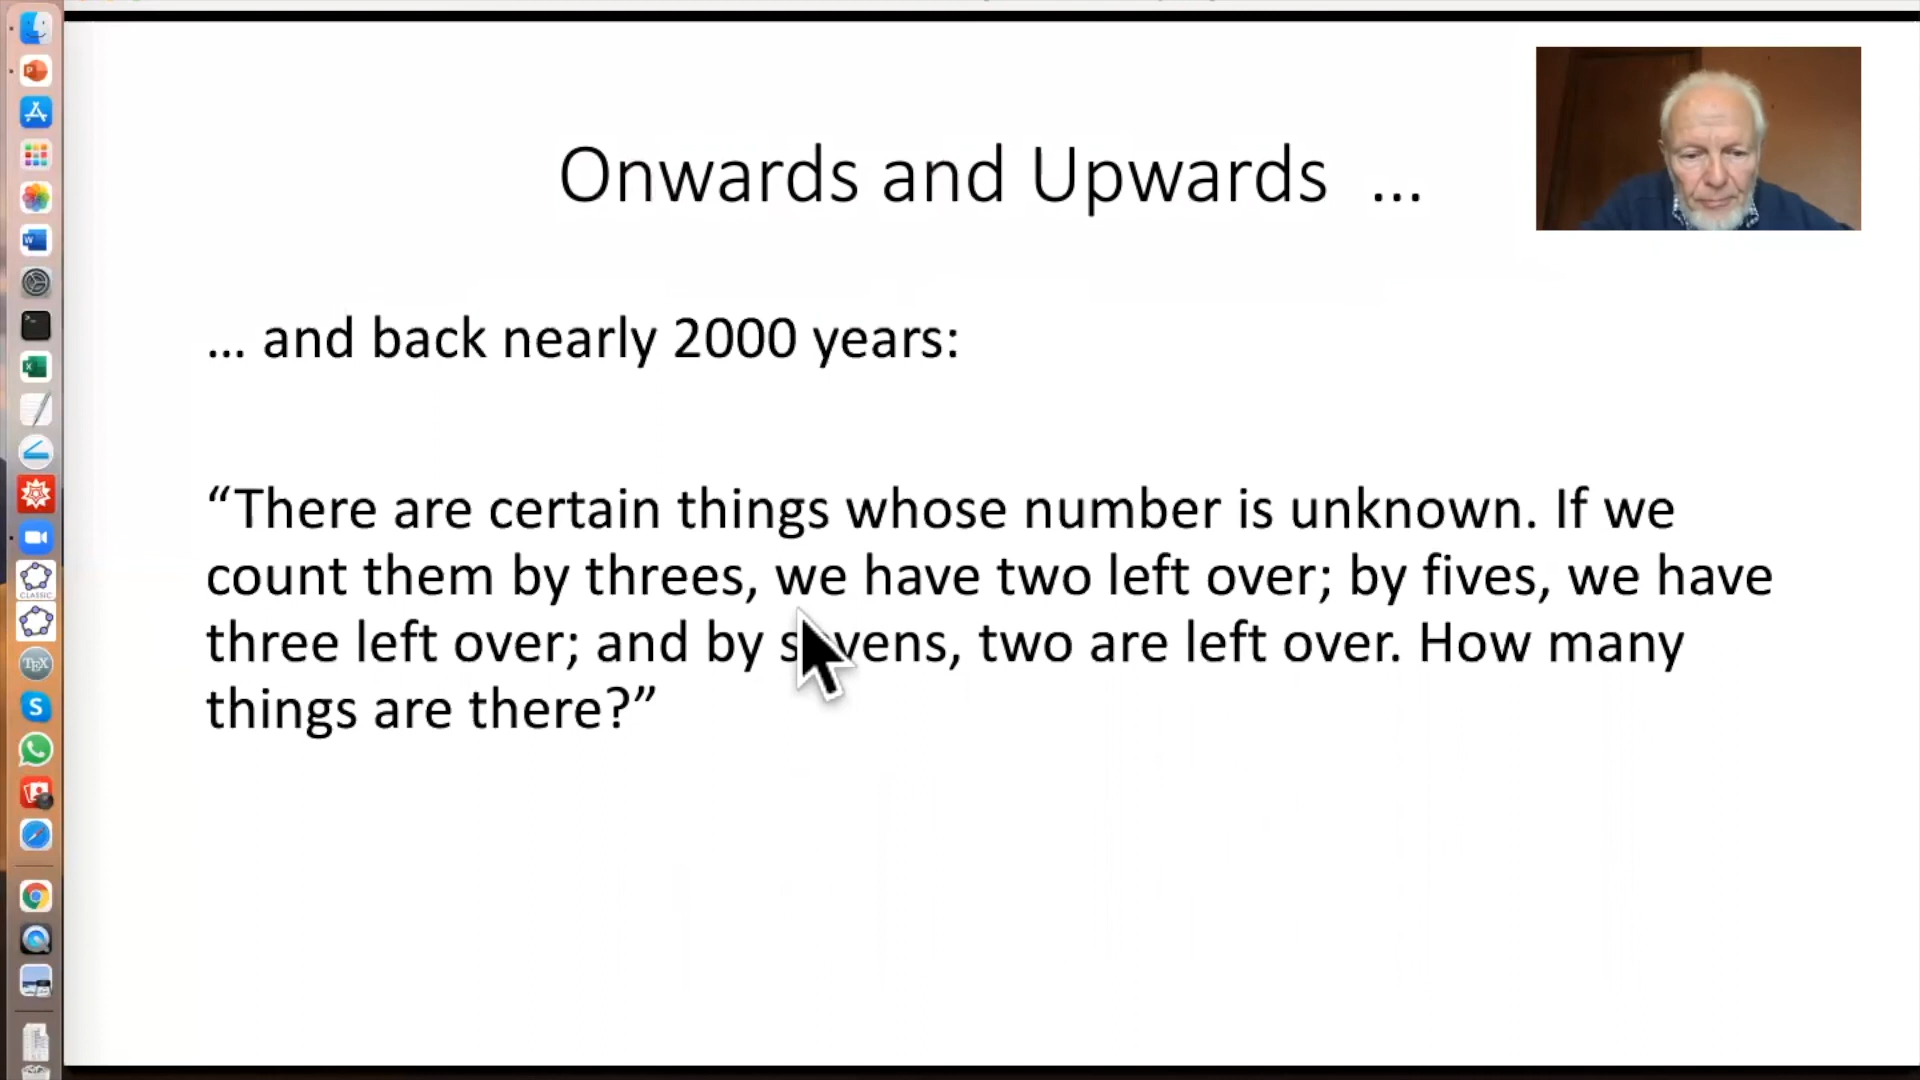 Onwards and Upwards ...
... and back nearly 2000 years:
“There are certain things whose number is unknown. If we
count them by threes, we have two left over; by fives, we have
three left over; and by sevens, two are left over. How many
things are there?”
CLASSIC
TEX